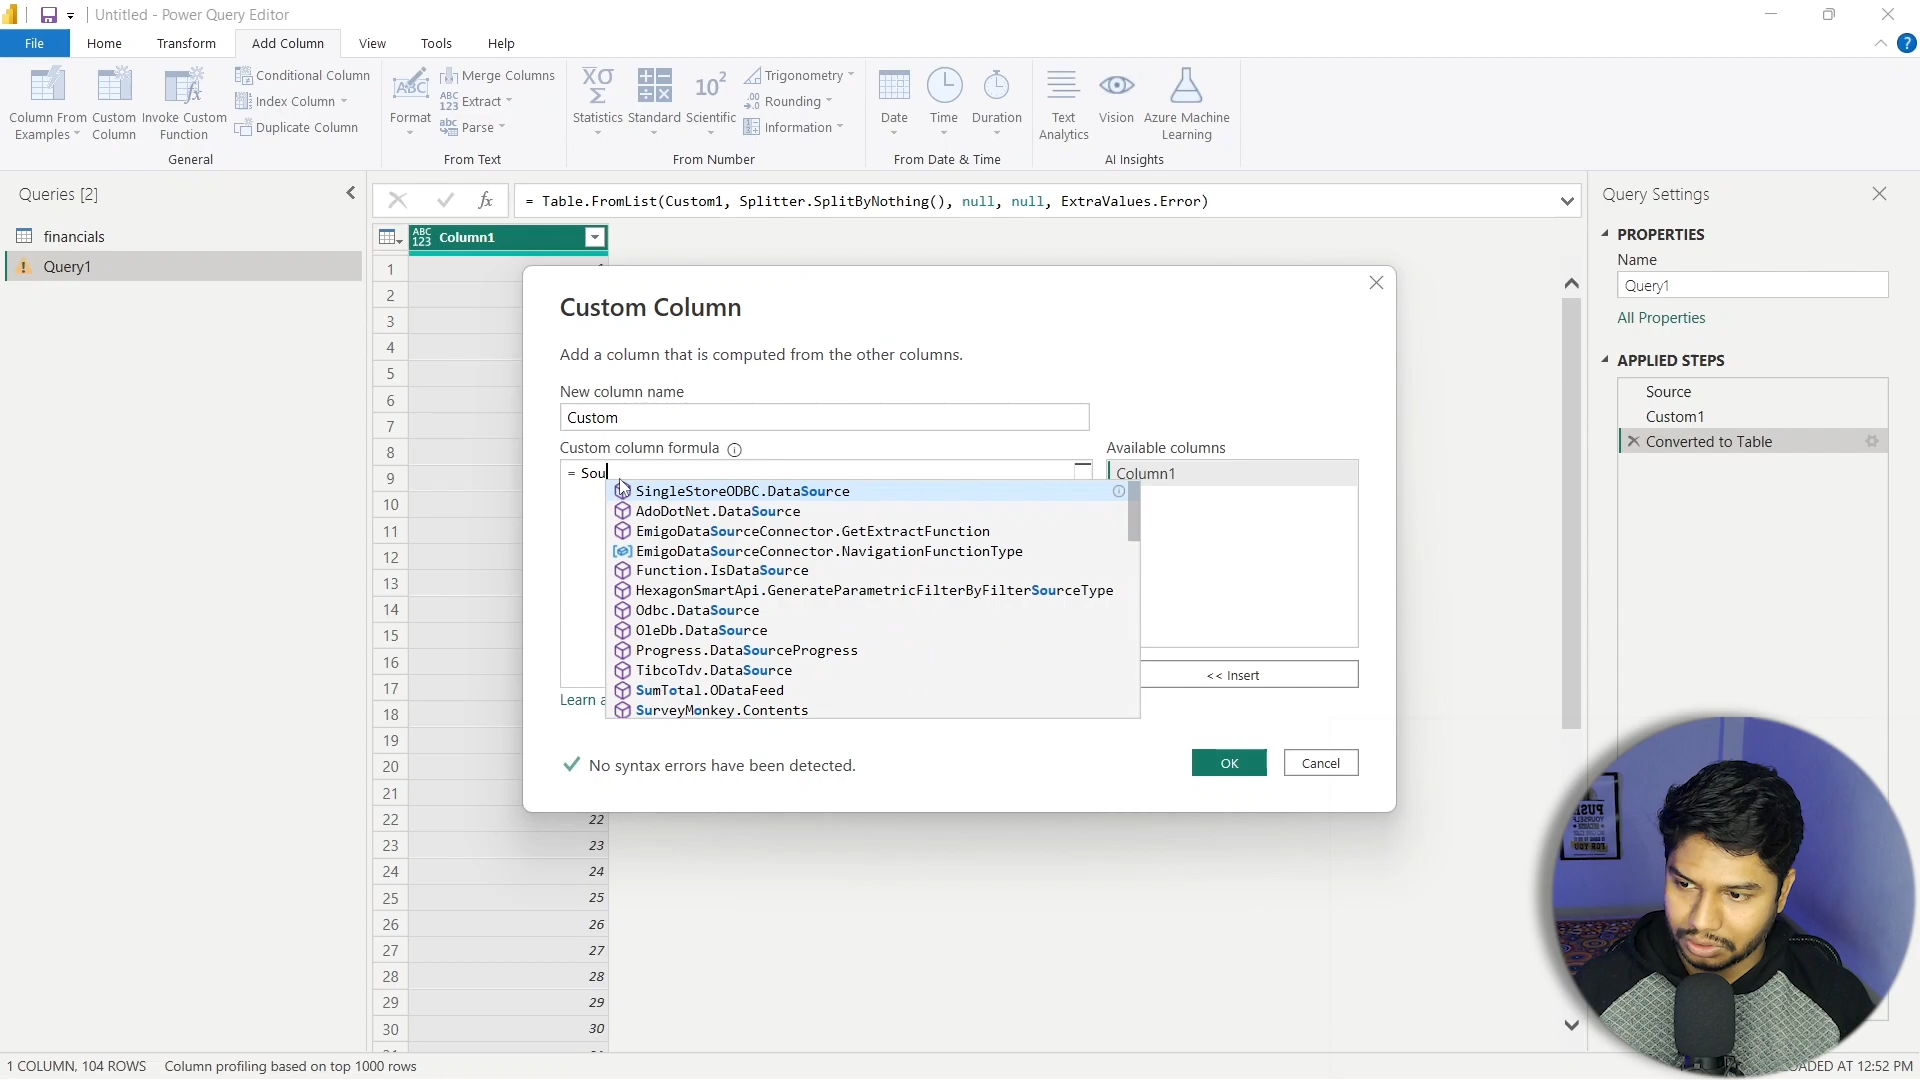 Untitled - Power Query Editor
File Home Transform Add Column View Tools Help
Column From Examples
Custom Column
Invoke Custom Function
Conditional Column
Index Column
Duplicate Column
General
Format
Merge Columns
Extract
Parse
From Text
Statistics
Standard
Scientific
Trigonometry
Rounding
Information
From Number
Date
Time
Duration
From Date & Time
Text Analytics
Vision
Azure Machine Learning
AI Insights
Queries [2]
financials
Query1
= Table.FromList(Custom1, Splitter.SplitByNothing(), null, null, ExtraValues.Error)
ABC 123 Column1
1
2
3
4
5
6
7
8
9
10
11
12
13
14
15
16
17
18
19
20
21
22 22
23 23
24 24
25 25
26 26
27 27
28 28
29 29
30 30
Custom Column
Add a column that is computed from the other columns.
New column name
Custom
Custom column formula
= Sou
SingleStoreODBC.DataSource
AdoDotNet.DataSource
EmigoDataSourceConnector.GetExtractFunction
EmigoDataSourceConnector.NavigationFunctionType
Function.IsDataSource
HexagonSmartApi.GenerateParametricFilterByFilterSourceType
Odbc.DataSource
OleDb.DataSource
Progress.DataSourceProgress
TibcoTdv.DataSource
SumTotal.ODataFeed
SurveyMonkey.Contents
Available columns
Column1
<< Insert
Learn a
No syntax errors have been detected.
OK
Cancel
Query Settings
PROPERTIES
Name
Query1
All Properties
APPLIED STEPS
Source
Custom1
Converted to Table
1 COLUMN, 104 ROWS Column profiling based on top 1000 rows
OADED AT 12:52 PM